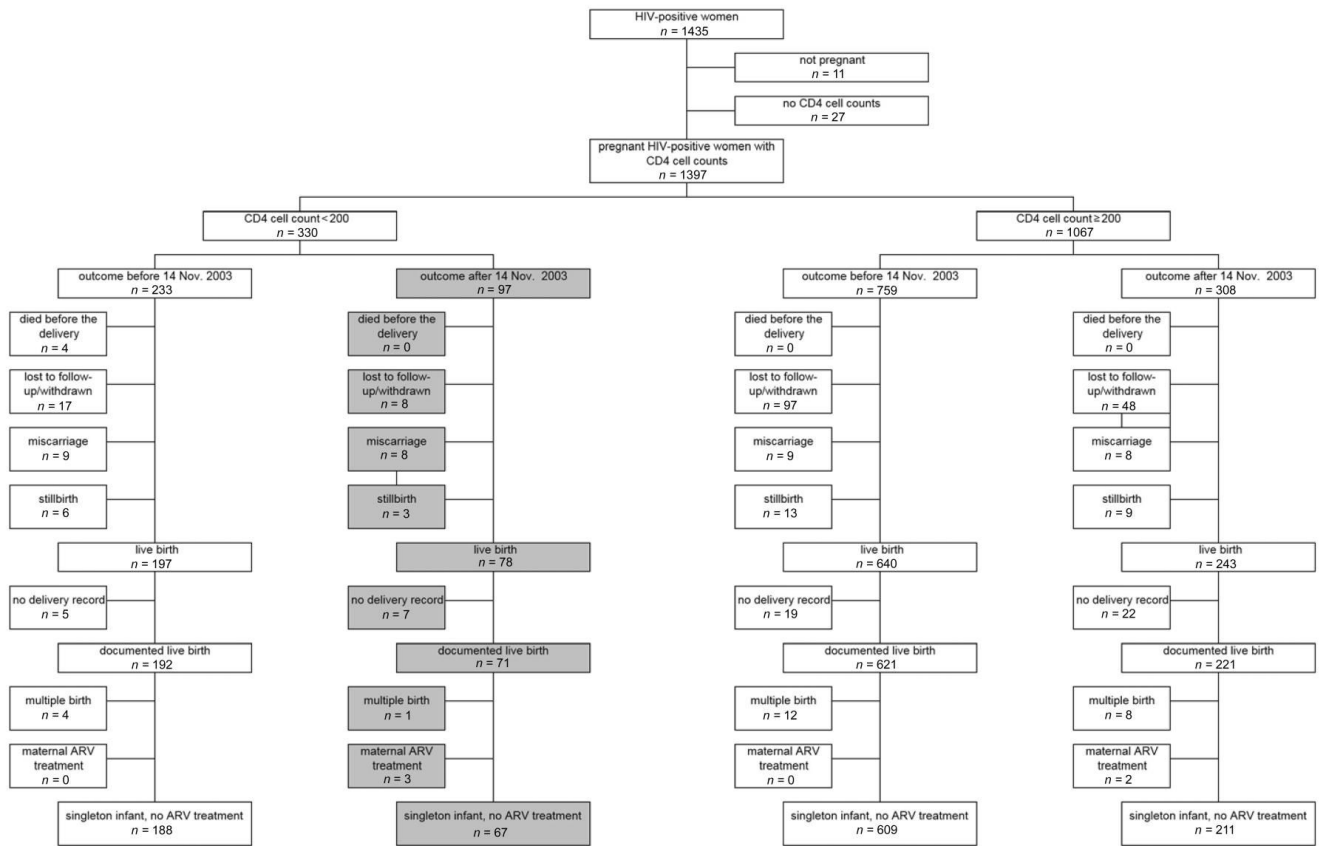 HIV-positive women
n = 1435
not pregnant
n = 11
no CD4 cell counts
n = 27
pregnant HIV-positive women with
CD4 cell counts
n = 1397
CD4 cell count < 200
n = 330
CD4 cell count ≥ 200
n = 1067
outcome before 14 Nov. 2003
n = 233
died before the
delivery
n = 4
lost to follow-
up/withdrawn
n = 17
miscarriage
n = 9
stillbirth
n = 6
live birth
n = 197
no delivery record
n = 5
documented live birth
n = 192
multiple birth
n = 4
maternal ARV
treatment
n = 0
singleton infant, no ARV treatment
n = 188
outcome after 14 Nov. 2003
n = 97
died before the
delivery
n = 0
lost to follow-
up/withdrawn
n = 8
miscarriage
n = 8
stillbirth
n = 3
live birth
n = 78
no delivery record
n = 7
documented live birth
n = 71
multiple birth
n = 1
maternal ARV
treatment
n = 3
singleton infant, no ARV treatment
n = 67
outcome before 14 Nov. 2003
n = 759
died before the
delivery
n = 0
lost to follow-
up/withdrawn
n = 97
miscarriage
n = 9
stillbirth
n = 13
live birth
n = 640
no delivery record
n = 19
documented live birth
n = 621
multiple birth
n = 12
maternal ARV
treatment
n = 0
singleton infant, no ARV treatment
n = 609
outcome after 14 Nov. 2003
n = 308
died before the
delivery
n = 0
lost to follow-
up/withdrawn
n = 48
miscarriage
n = 8
stillbirth
n = 9
live birth
n = 243
no delivery record
n = 22
documented live birth
n = 221
multiple birth
n = 8
maternal ARV
treatment
n = 2
singleton infant, no ARV treatment
n = 211